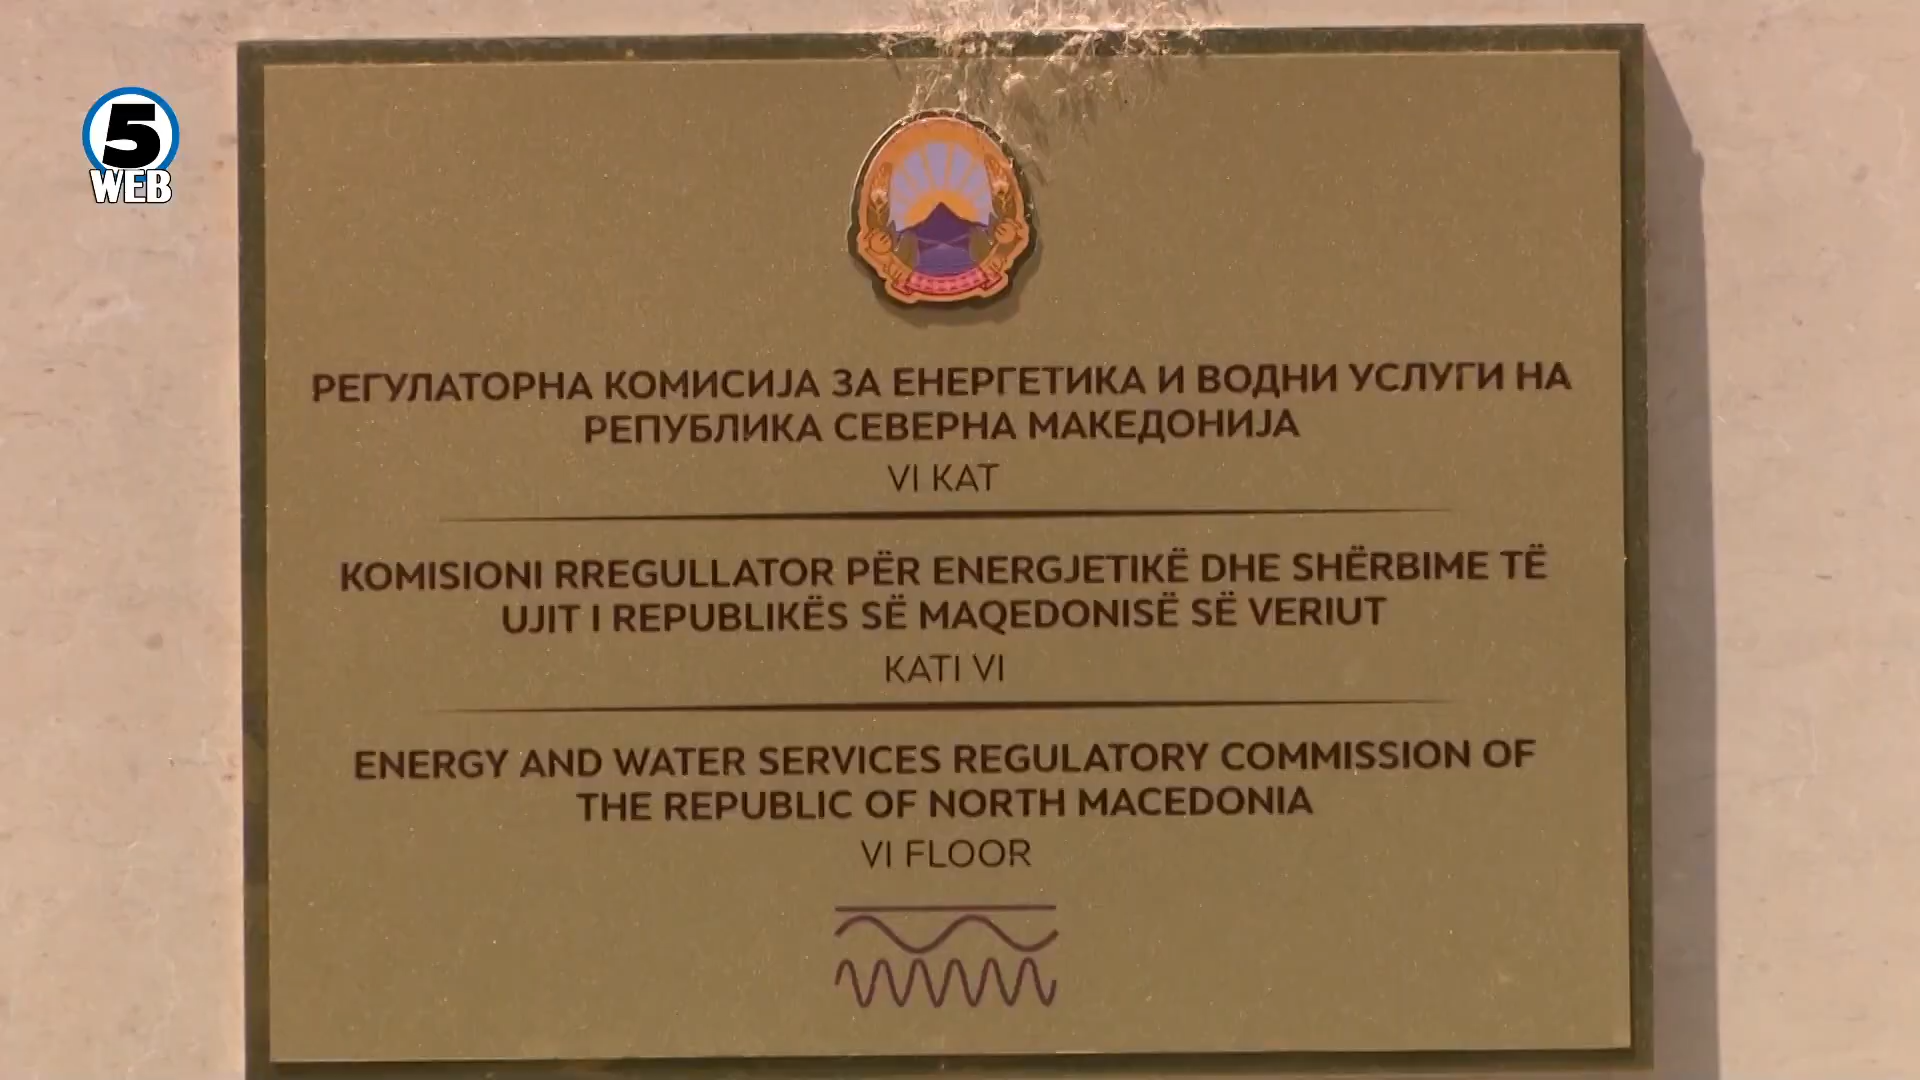 5
WEB
РЕГУЛАТОРНА КОМИСИЈА ЗА ЕНЕРГЕТИКА И ВОДНИ УСЛУГИ НА
РЕПУБЛИКА СЕВЕРНА МАКЕДОНИЈА
VI КАТ
KOMISIONI RREGULLATOR PËR ENERGJETIKË DHE SHËRBIME TË
UJIT I REPUBLIKËS SË MAQEDONISË SË VERIUT
KATI VI
ENERGY AND WATER SERVICES REGULATORY COMMISSION OF
THE REPUBLIC OF NORTH MACEDONIA
VI FLOOR